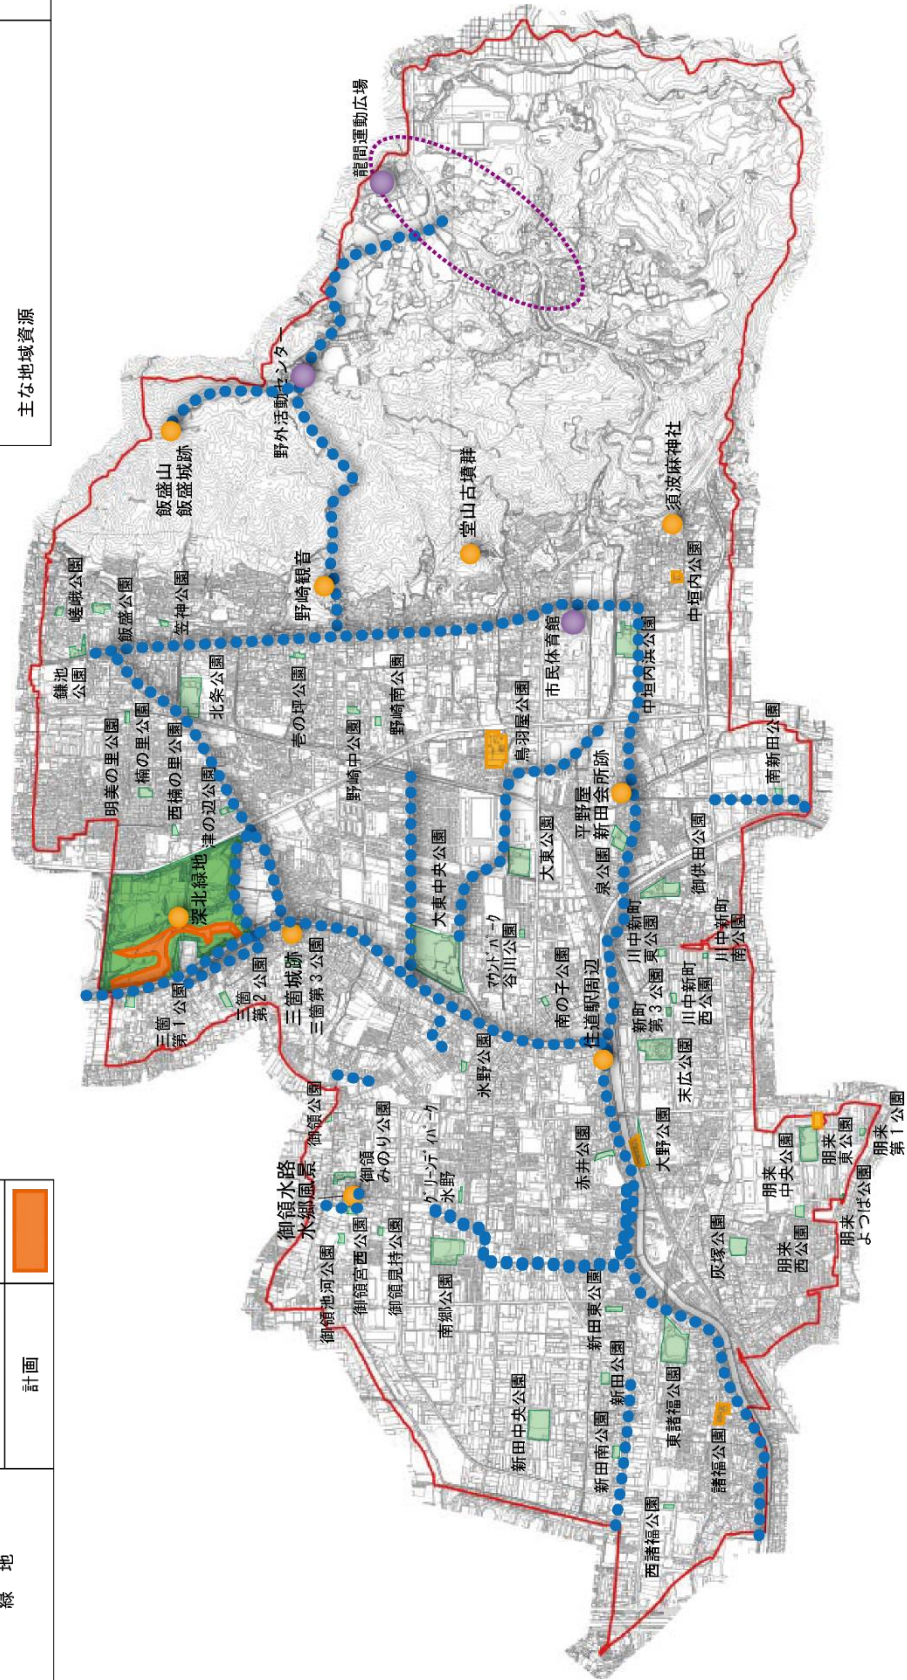 主な地域資源
計画
緑 地
龍間運動広場
野外活動センター
飯盛山
飯盛城跡
嵯峨公園
飯盛公園
笠神公園
鎌池
公園
北条公園
野崎観音
堂山古墳群
須波麻神社
中垣内公園
市民体育館
中垣内浜公園
壱の坪公園
野崎中公園
野崎南公園
明美の里公園
楠の里公園
西楠の里公園
津の辺公園
深北緑地
鳥羽屋公園
平野屋
新田会所跡
南新田公園
大東中央公園
大東公園
泉公園
御供田公園
三箇
第1公園
三箇
第2公園
三箇城跡
三箇第3公園
ﾏｳﾝﾄﾞﾊﾟｰｸ
谷川公園
南の子公園
住道駅周辺
川中新町
東公園
川中新町
南公園
新町
第3公園
川中新町
西公園
末広公園
氷野公園
御領公園
御領
みのり公園
御領水路
水郷風景
ｸﾞﾘｰﾝﾃﾞｨﾊﾟｰｸ
氷野
赤井公園
大野公園
朋来
中央公園
朋来
東公園
朋来
第1公園
御領池河公園
御領宮西公園
御領見持公園
南郷公園
新田東公園
灰塚公園
朋来
西公園
朋来
よつば公園
新田中央公園
新田公園
新田南公園
東諸福公園
諸福公園
西諸福公園